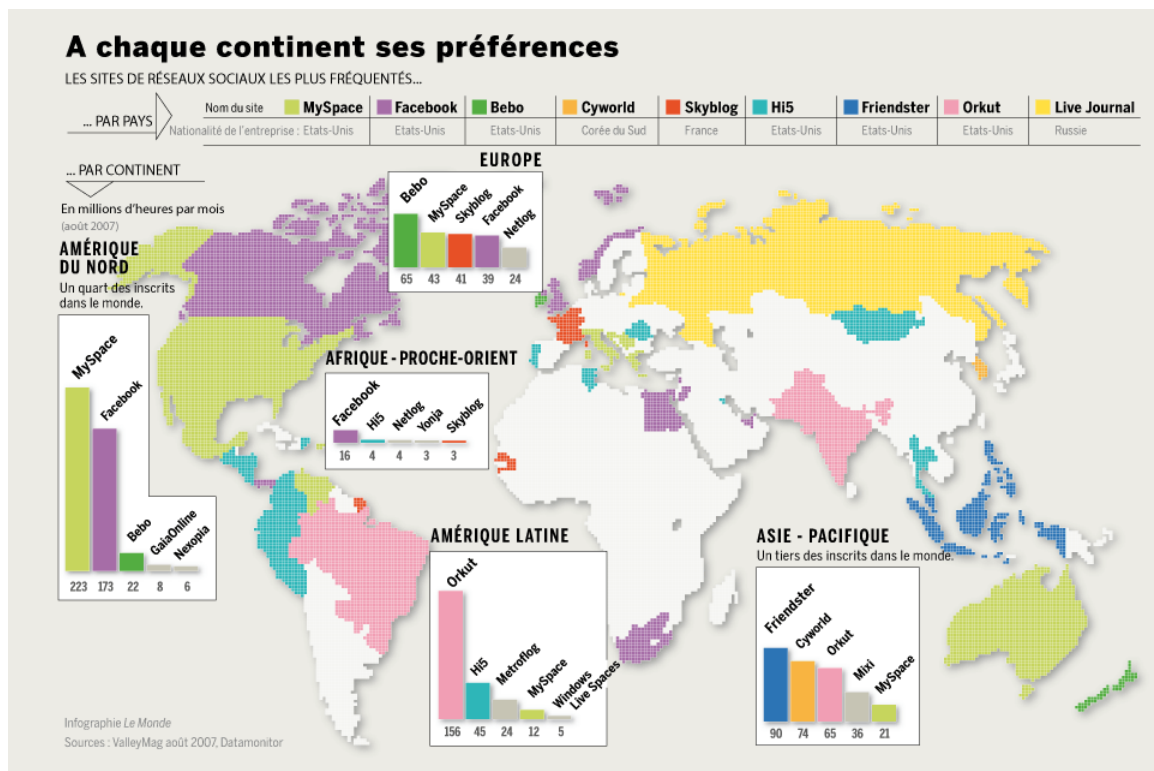 A chaque continent ses préférences
LES SITES DE RÉSEAUX SOCIAUX LES PLUS FRÉQUENTÉS...
... PAR PAYS
Nom du site MySpace Facebook Bebo Cyworld Skyblog Hi5 Friendster Orkut Live Journal
Nationalité de l'entreprise : Etats-Unis Etats-Unis Etats-Unis Corée du Sud France Etats-Unis Etats-Unis Etats-Unis Russie
... PAR CONTINENT
En millions d'heures par mois
(août 2007)
AMÉRIQUE
DU NORD
Un quart des inscrits
dans le monde.
MySpace
Facebook
Bebo
GaiaOnline
Nexopia
223 173 22 8 6
EUROPE
Bebo
MySpace
Skyblog
Facebook
Netlog
65 43 41 39 24
AFRIQUE - PROCHE-ORIENT
Facebook
Hi5
Netlog
Yonja
Skyblog
16 4 4 3 3
AMÉRIQUE LATINE
Orkut
Hi5
Metroflog
MySpace
Windows
Live Spaces
156 45 24 12 5
ASIE - PACIFIQUE
Un tiers des inscrits dans le monde.
Friendster
Cyworld
Orkut
Mixi
MySpace
90 74 65 36 21
Infographie Le Monde
Sources : ValleyMag août 2007, Datamonitor